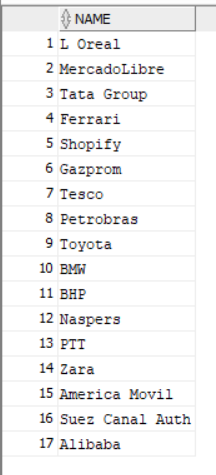 NAME
1 L Oreal
2 MercadoLibre
3 Tata Group
4 Ferrari
5 Shopify
6 Gazprom
7 Tesco
8 Petrobras
9 Toyota
10 BMW
11 BHP
12 Naspers
13 PTT
14 Zara
15 America Movil
16 Suez Canal Auth
17 Alibaba